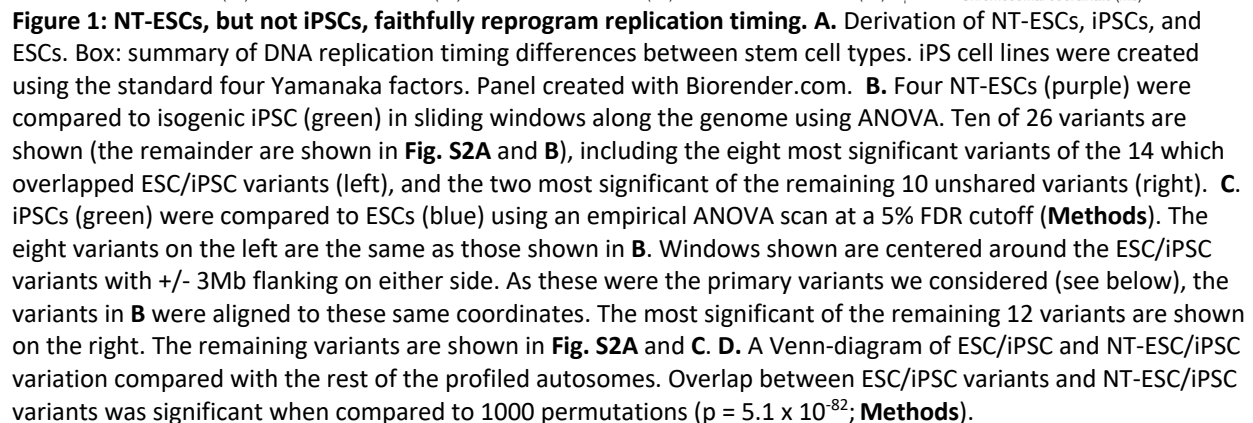 Figure 1: NT-ESCs, but not iPSCs, faithfully reprogram replication timing. A. Derivation of NT-ESCs, iPSCs, and
ESCs. Box: summary of DNA replication timing differences between stem cell types. iPS cell lines were created
using the standard four Yamanaka factors. Panel created with Biorender.com. B. Four NT-ESCs (purple) were
compared to isogenic iPSC (green) in sliding windows along the genome using ANOVA. Ten of 26 variants are
shown (the remainder are shown in Fig. S2A and B), including the eight most significant variants of the 14 which
overlapped ESC/iPSC variants (left), and the two most significant of the remaining 10 unshared variants (right). C.
iPSCs (green) were compared to ESCs (blue) using an empirical ANOVA scan at a 5% FDR cutoff (Methods). The
eight variants on the left are the same as those shown in B. Windows shown are centered around the ESC/iPSC
variants with +/- 3Mb flanking on either side. As these were the primary variants we considered (see below), the
variants in B were aligned to these same coordinates. The most significant of the remaining 12 variants are shown
on the right. The remaining variants are shown in Fig. S2A and C. D. A Venn-diagram of ESC/iPSC and NT-ESC/iPSC
variation compared with the rest of the profiled autosomes. Overlap between ESC/iPSC variants and NT-ESC/iPSC
variants was significant when compared to 1000 permutations (p = 5.1 x 10⁻⁸²; Methods).